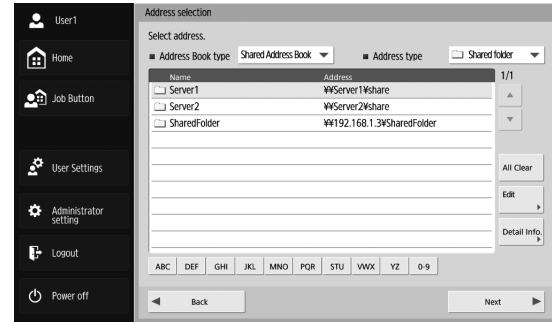 User1
Home
Job Button
User Settings
Administrator
setting
Logout
Power off
Address selection
Select address.
Address Book type
Shared Address Book
Address type
Shared folder
Name
Address
1/1
Server1
¥¥Server1¥share
Server2
¥¥Server2¥share
SharedFolder
¥¥192.168.1.3¥SharedFolder
All Clear
Edit
Detail Info.
ABC DEF GHI JKL MNO PQR STU VWX YZ 0-9
Back
Next